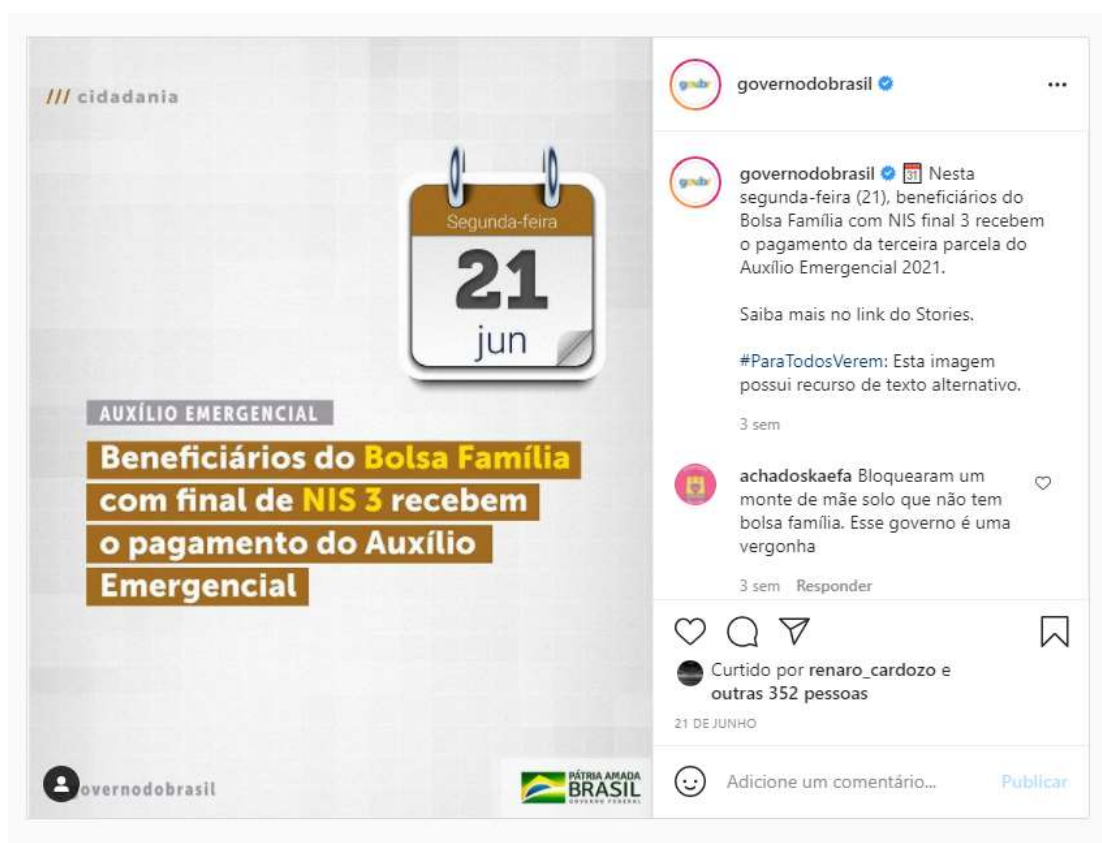 /// cidadania
Segunda-feira
21
jun
AUXÍLIO EMERGENCIAL
Beneficiários do Bolsa Família
com final de NIS 3 recebem
o pagamento do Auxílio
Emergencial
overnodobrasil
PÁTRIA AMADA
BRASIL
GOVERNO FEDERAL
govbr
governodobrasil
govbr
governodobrasil 31 Nesta
segunda-feira (21), beneficiários do
Bolsa Família com NIS final 3 recebem
o pagamento da terceira parcela do
Auxílio Emergencial 2021.
Saiba mais no link do Stories.
#ParaTodosVerem: Esta imagem
possui recurso de texto alternativo.
3 sem
achadoskaefa Bloquearam um
monte de mãe solo que não tem
bolsa família. Esse governo é uma
vergonha
3 sem Responder
Curtido por renaro_cardozo e
outras 352 pessoas
21 DE JUNHO
Adicione um comentário... Publicar